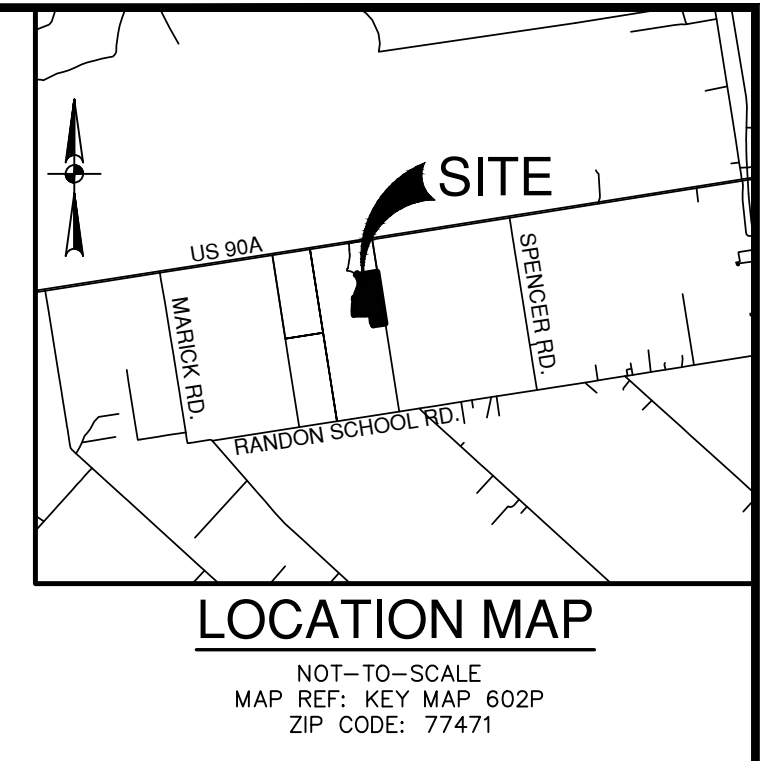 SITE
US 90A
MARICK RD.
SPENCER RD.
RANDON SCHOOL RD.
LOCATION MAP
NOT-TO-SCALE
MAP REF: KEY MAP 602P
ZIP CODE: 77471